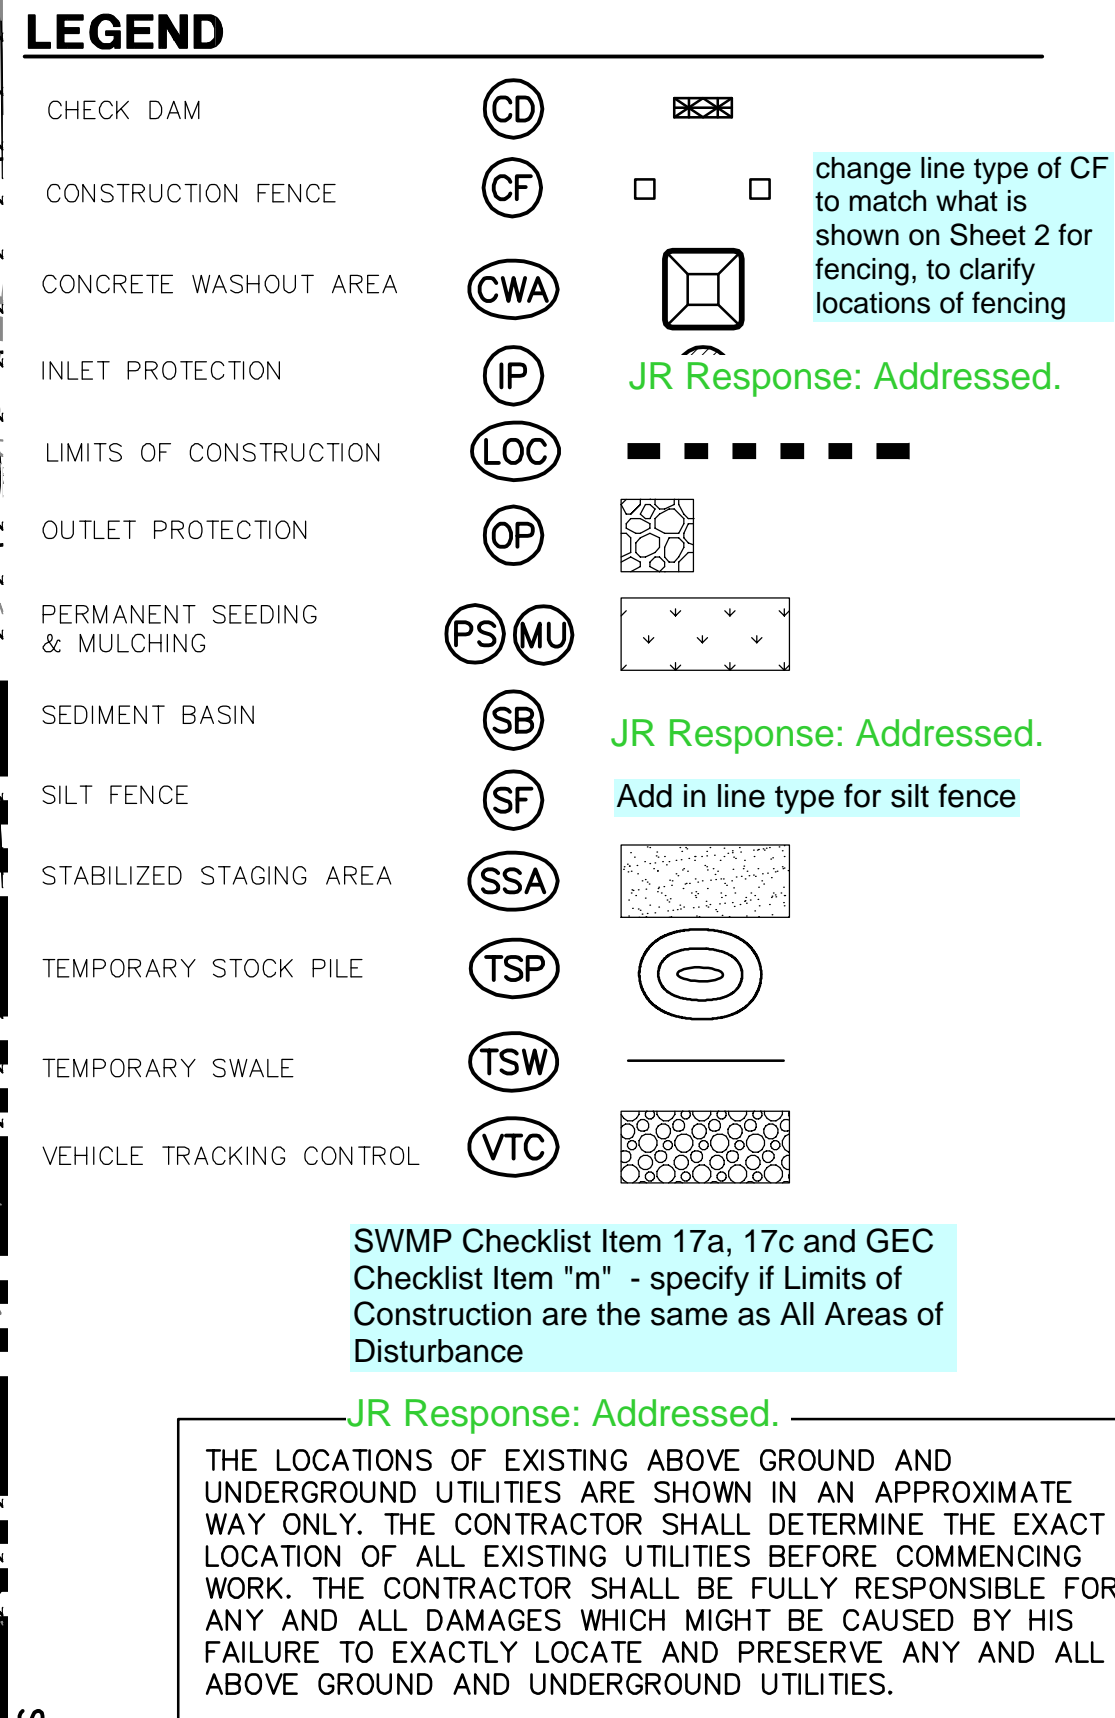 LEGEND
CHECK DAM CD
CONSTRUCTION FENCE CF
change line type of CF
to match what is
shown on Sheet 2 for
fencing, to clarify
locations of fencing
CONCRETE WASHOUT AREA CWA
INLET PROTECTION IP
JR Response: Addressed.
LIMITS OF CONSTRUCTION LOC
OUTLET PROTECTION OP
PERMANENT SEEDING
& MULCHING PS MU
SEDIMENT BASIN SB
JR Response: Addressed.
SILT FENCE SF
Add in line type for silt fence
STABILIZED STAGING AREA SSA
TEMPORARY STOCK PILE TSP
TEMPORARY SWALE TSW
VEHICLE TRACKING CONTROL VTC
SWMP Checklist Item 17a, 17c and GEC
Checklist Item "m" - specify if Limits of
Construction are the same as All Areas of
Disturbance
JR Response: Addressed.
THE LOCATIONS OF EXISTING ABOVE GROUND AND
UNDERGROUND UTILITIES ARE SHOWN IN AN APPROXIMATE
WAY ONLY. THE CONTRACTOR SHALL DETERMINE THE EXACT
LOCATION OF ALL EXISTING UTILITIES BEFORE COMMENCING
WORK. THE CONTRACTOR SHALL BE FULLY RESPONSIBLE FOR
ANY AND ALL DAMAGES WHICH MIGHT BE CAUSED BY HIS
FAILURE TO EXACTLY LOCATE AND PRESERVE ANY AND ALL
ABOVE GROUND AND UNDERGROUND UTILITIES.